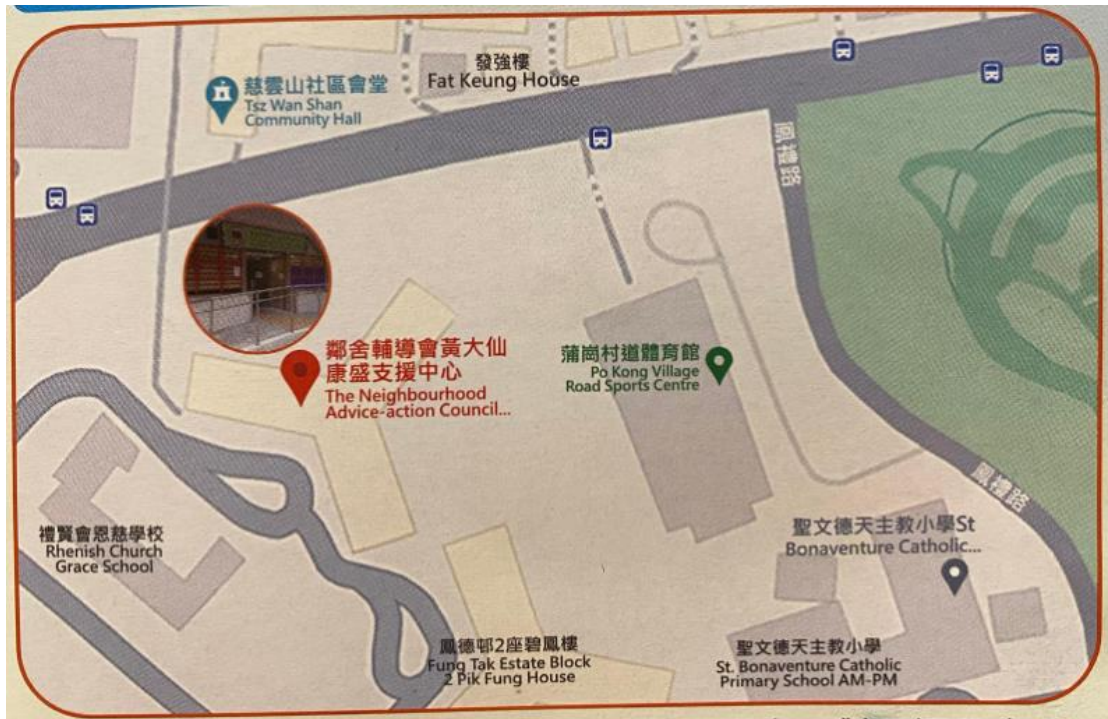 發強樓
Fat Keung House
慈雲山社區會堂
Tsz Wan Shan
Community Hall
鳳禮路
鄰舍輔導會黃大仙
康盛支援中心
The Neighbourhood
Advice-action Council...
蒲崗村道體育館
Po Kong Village
Road Sports Centre
鳳禮路
聖文德天主教小學St
Bonaventure Catholic...
禮賢會恩慈學校
Rhenish Church
Grace School
鳳德邨2座碧鳳樓
Fung Tak Estate Block
2 Pik Fung House
聖文德天主教小學
St. Bonaventure Catholic
Primary School AM-PM